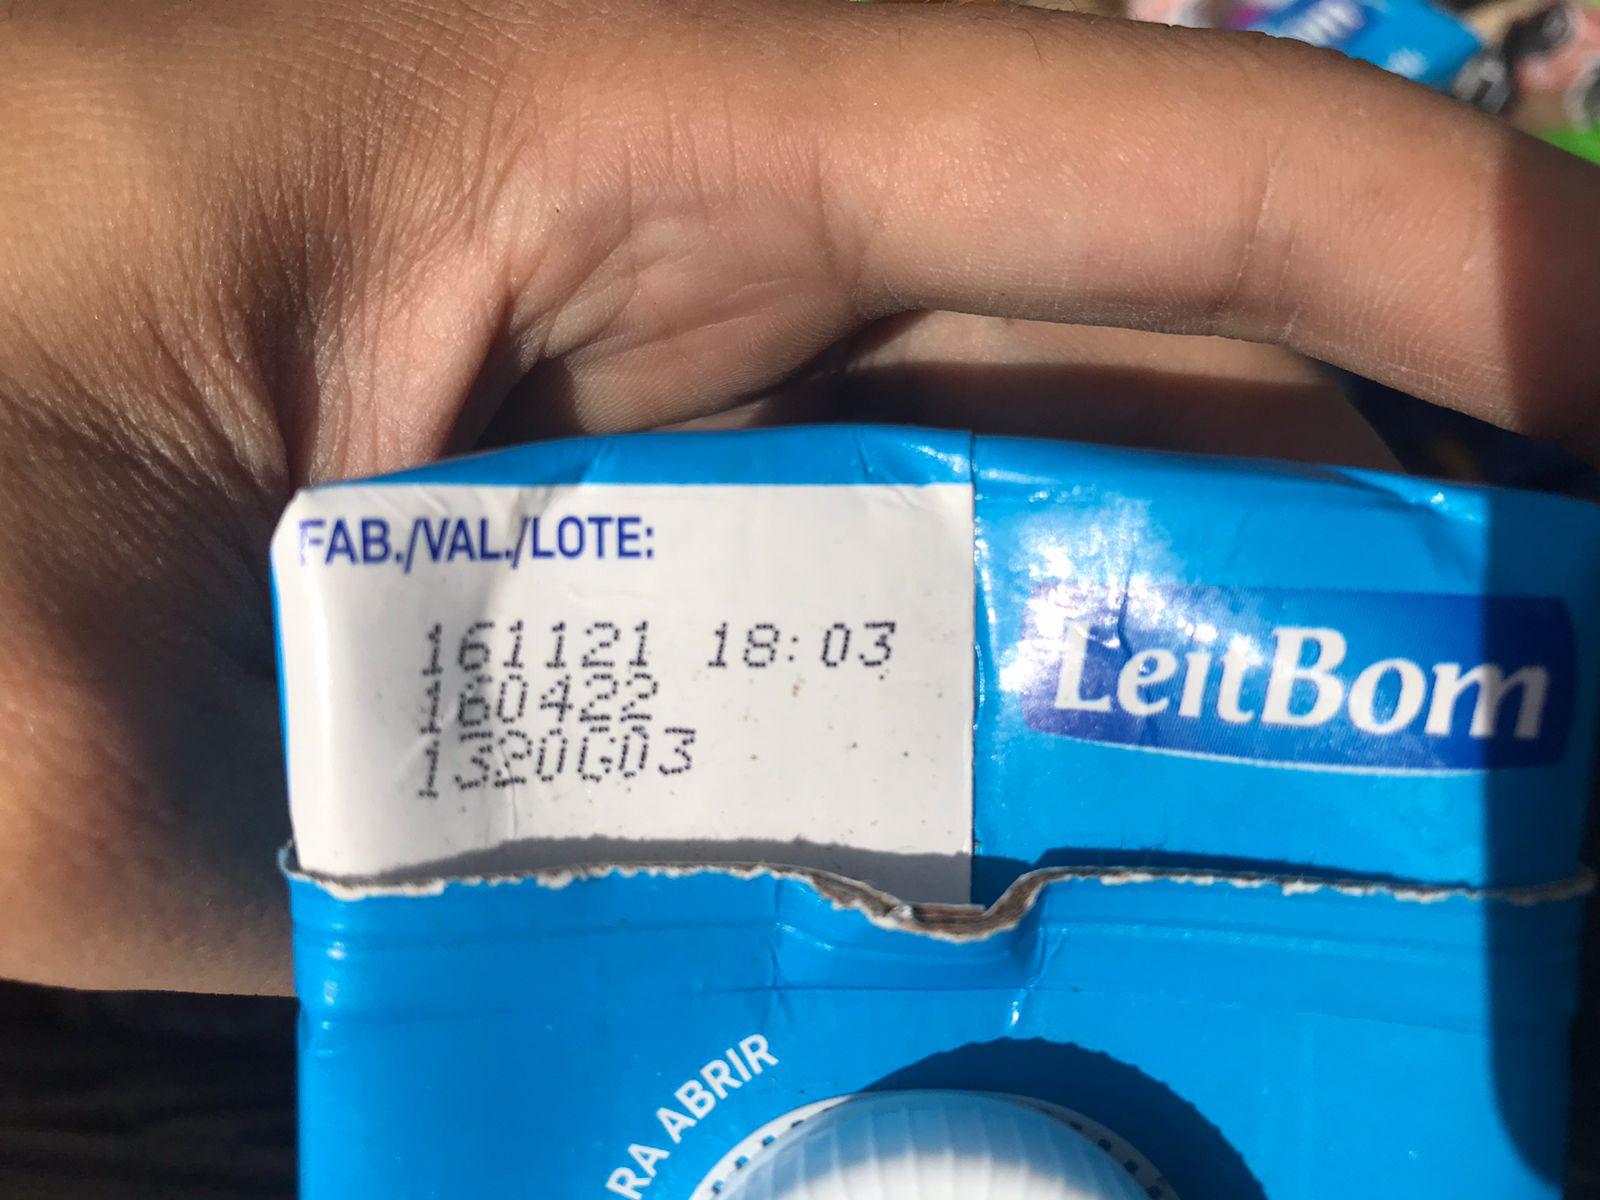 FAB./VAL./LOTE:
161121 18:03
160422
1320G03
LeitBom
RA ABRIR